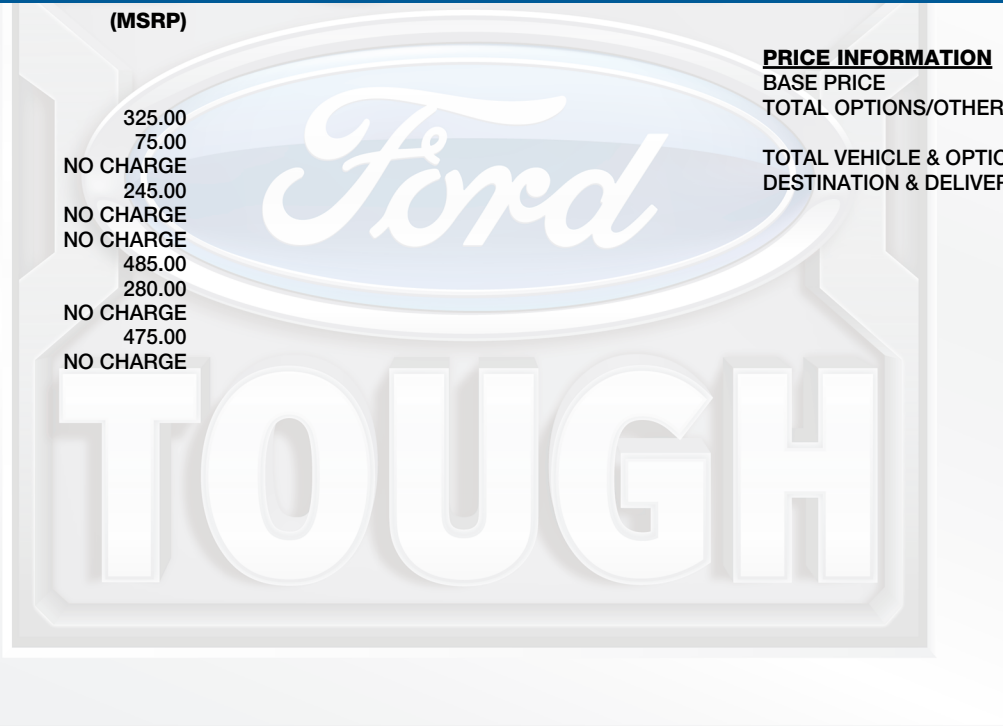 (MSRP)
325.00
75.00
NO CHARGE
245.00
NO CHARGE
NO CHARGE
485.00
280.00
NO CHARGE
475.00
NO CHARGE
PRICE INFORMATION
BASE PRICE
TOTAL OPTIONS/OTHER
TOTAL VEHICLE & OPTIO
DESTINATION & DELIVER
Ford
TOUGH